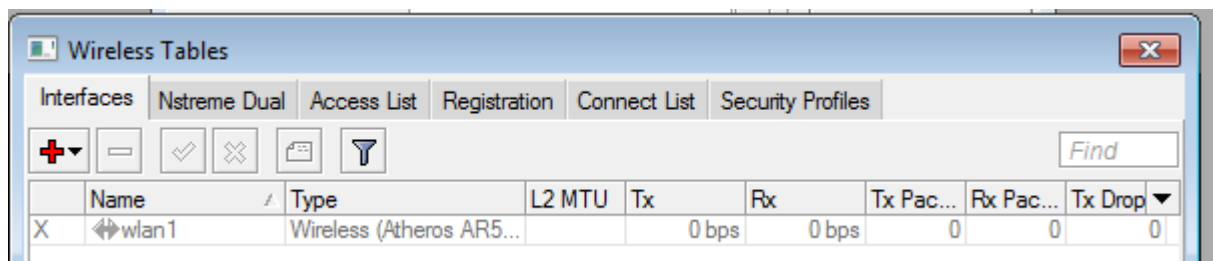 Wireless Tables
Interfaces Nstreme Dual Access List Registration Connect List Security Profiles
Find
Name Type L2 MTU Tx Rx Tx Pac... Rx Pac... Tx Drop
X wlan1 Wireless (Atheros AR5... 0 bps 0 bps 0 0 0